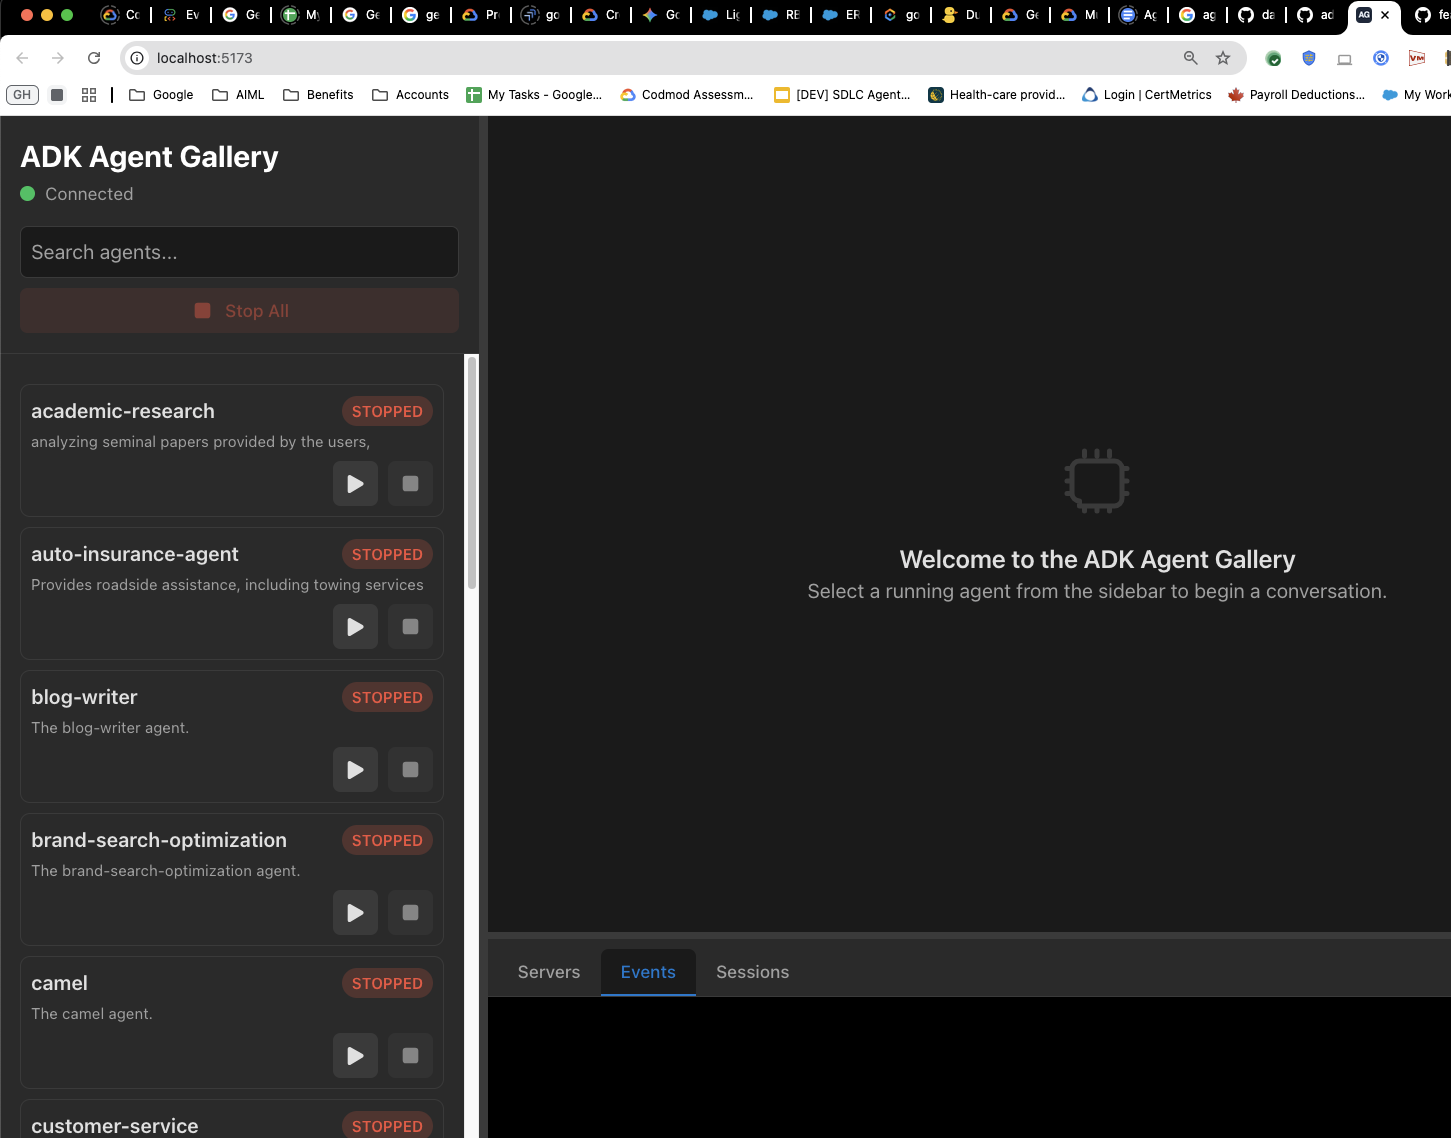 Co Ev Ge My Ge ge Pr go Cr Go Lig RE ER go Du Ge Mu Ag ag da ad AG fe
localhost:5173
GH Google AIML Benefits Accounts My Tasks - Google... Codmod Assessm... [DEV] SDLC Agent... Health-care provid... Login | CertMetrics Payroll Deductions... My Work
ADK Agent Gallery
Connected
Search agents...
Stop All
academic-research STOPPED
analyzing seminal papers provided by the users,
auto-insurance-agent STOPPED
Provides roadside assistance, including towing services
blog-writer STOPPED
The blog-writer agent.
brand-search-optimization STOPPED
The brand-search-optimization agent.
camel STOPPED
The camel agent.
customer-service STOPPED
Welcome to the ADK Agent Gallery
Select a running agent from the sidebar to begin a conversation.
Servers Events Sessions